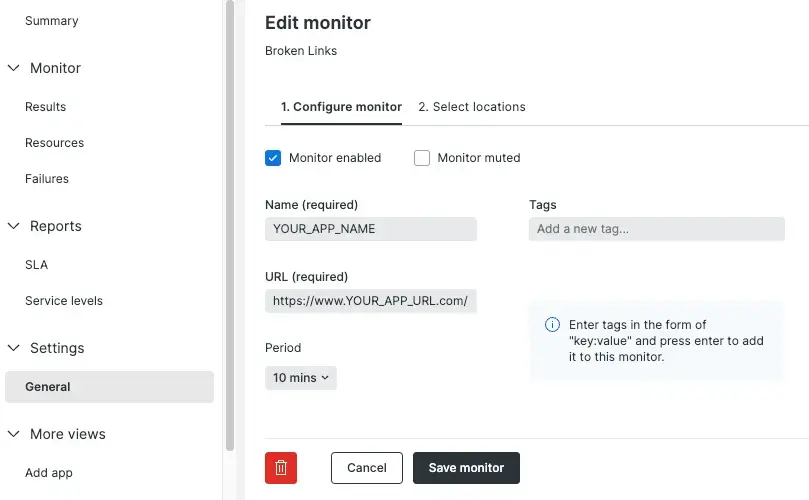 Summary
Monitor
Results
Resources
Failures
Reports
SLA
Service levels
Settings
General
More views
Add app
Edit monitor
Broken Links
1. Configure monitor
2. Select locations
Monitor enabled
Monitor muted
Name (required)
YOUR_APP_NAME
Tags
Add a new tag...
URL (required)
https://www.YOUR_APP_URL.com/
Enter tags in the form of
"key:value" and press enter to add
it to this monitor.
Period
10 mins
Cancel
Save monitor